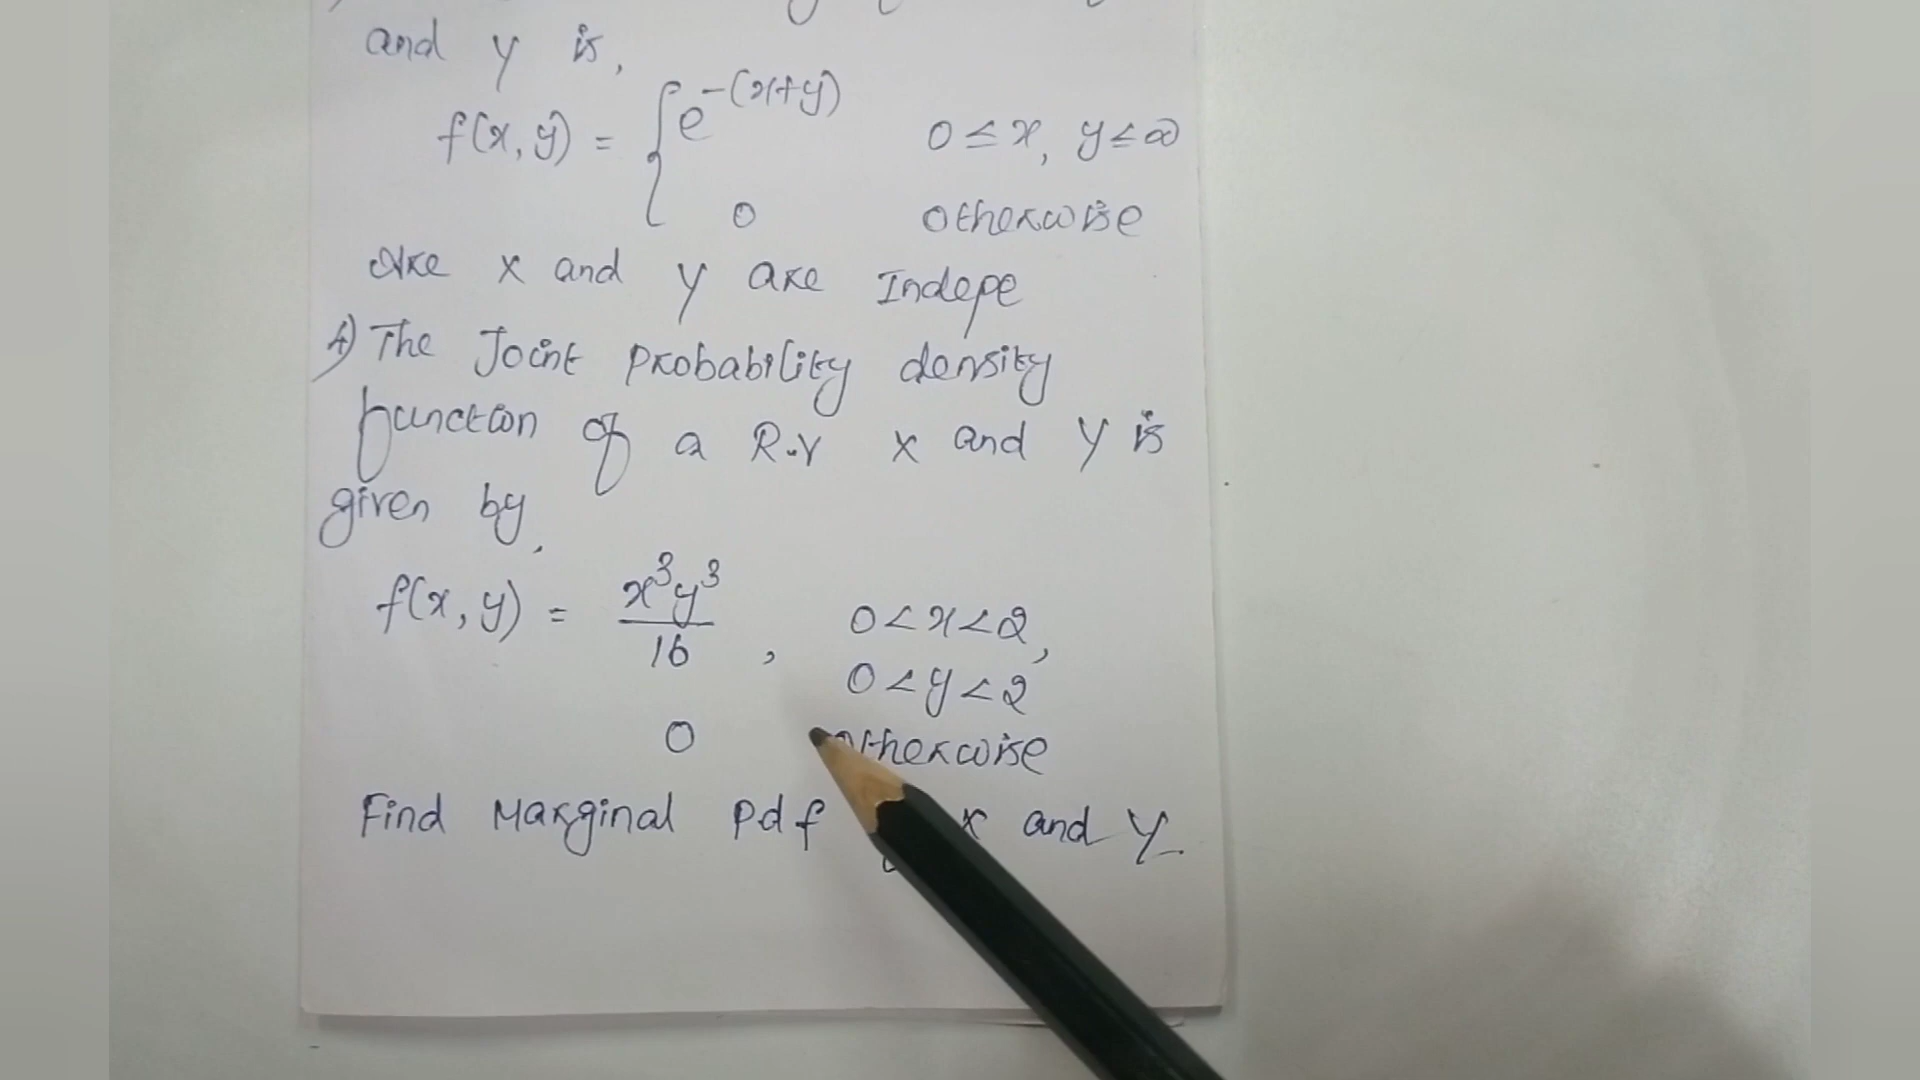 and y is,
f(x, y) = { e^-(x+y) 0 ≤ x, y ≤ ∞
0 otherwise
Are x and y are Indepe
4) The Joint probability density
function of a R.V x and y is
given by,
f(x, y) = x³y³/16 , 0 < x < 2,
0 < y < 2
0 otherwise
Find Marginal Pdf x and y.